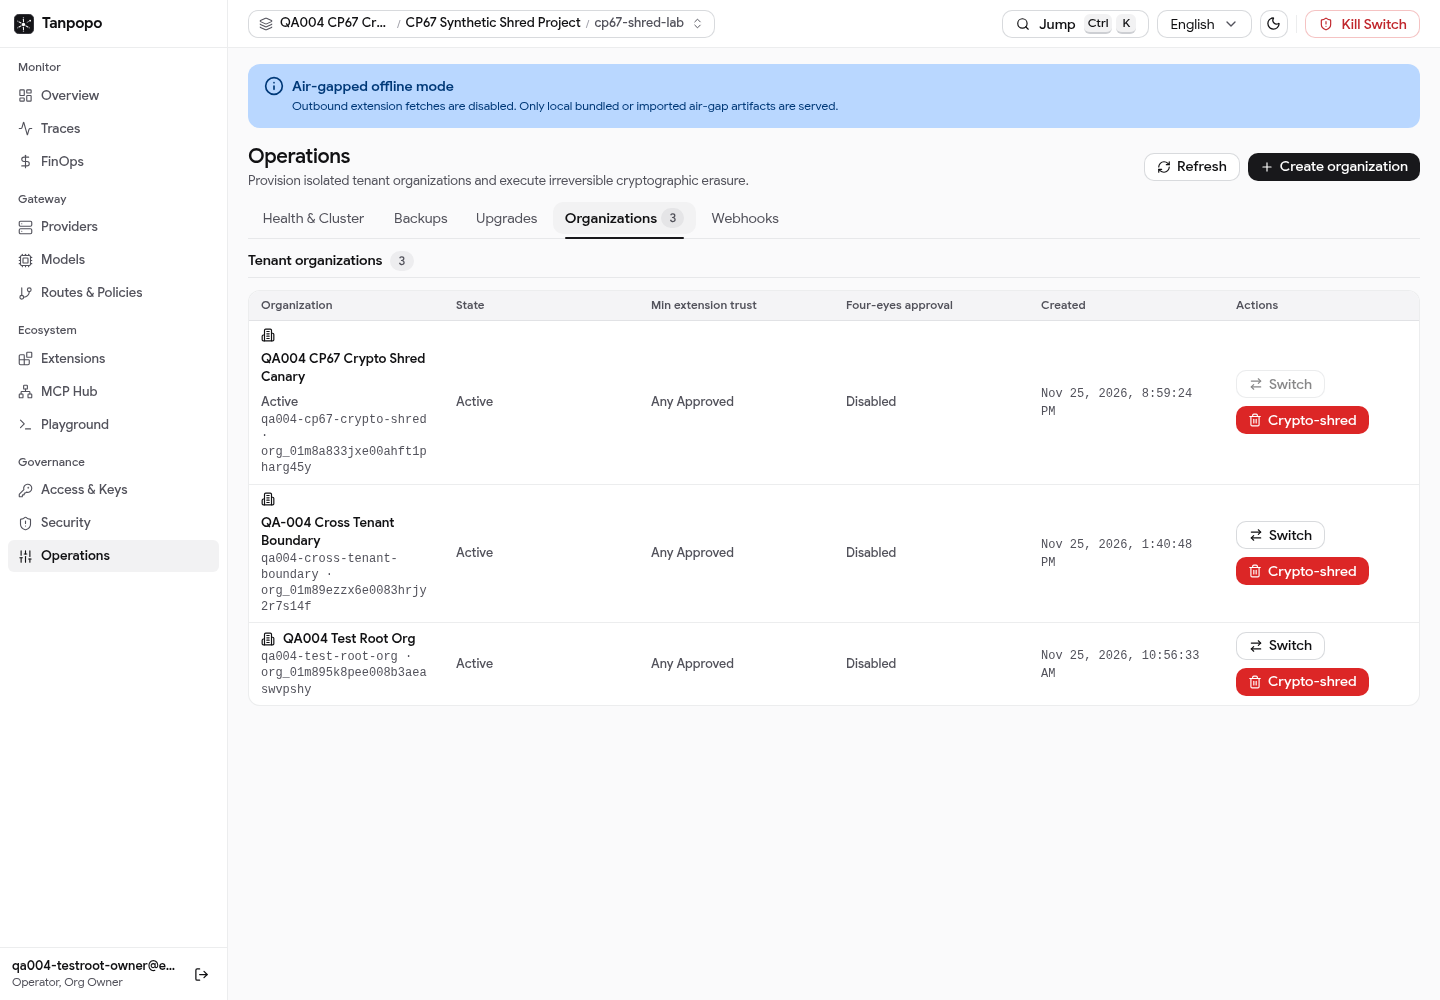 Tanpopo
QA004 CP67 Cr... / CP67 Synthetic Shred Project / cp67-shred-lab
Jump Ctrl K
English
Kill Switch
Monitor
Overview
Traces
FinOps
Gateway
Providers
Models
Routes & Policies
Ecosystem
Extensions
MCP Hub
Playground
Governance
Access & Keys
Security
Operations
qa004-testroot-owner@e...
Operator, Org Owner
Air-gapped offline mode
Outbound extension fetches are disabled. Only local bundled or imported air-gap artifacts are served.
Operations
Provision isolated tenant organizations and execute irreversible cryptographic erasure.
Refresh
Create organization
Health & Cluster Backups Upgrades Organizations 3 Webhooks
Tenant organizations 3
Organization State Min extension trust Four-eyes approval Created Actions
QA004 CP67 Crypto Shred
Canary
Active
qa004-cp67-crypto-shred
·
org_01m8a833jxe00ahft1p
harg45y
Active
Any Approved
Disabled
Nov 25, 2026, 8:59:24
PM
Switch
Crypto-shred
QA-004 Cross Tenant
Boundary
qa004-cross-tenant-
boundary ·
org_01m89ezzx6e0083hrjy
2r7s14f
Active
Any Approved
Disabled
Nov 25, 2026, 1:40:48
PM
Switch
Crypto-shred
QA004 Test Root Org
qa004-test-root-org ·
org_01m895k8pee008b3aea
swvpshy
Active
Any Approved
Disabled
Nov 25, 2026, 10:56:33
AM
Switch
Crypto-shred